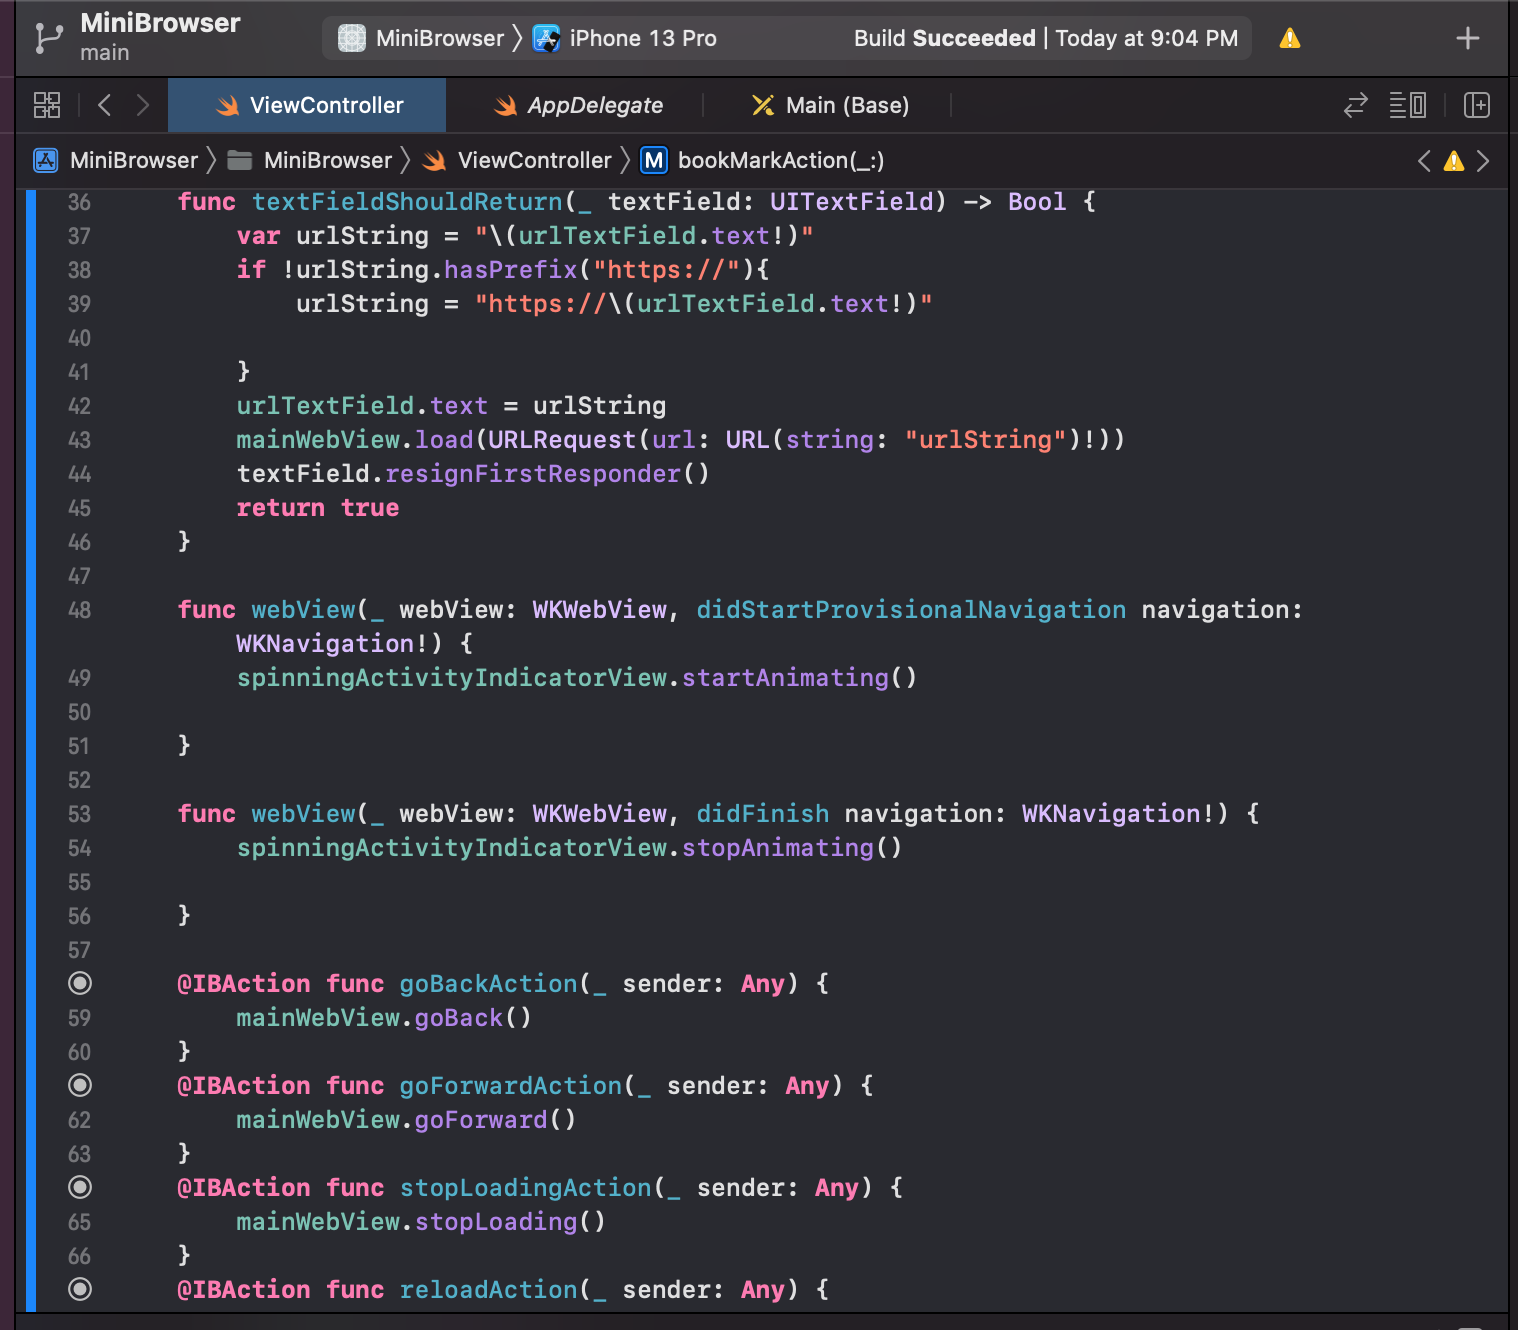 MiniBrowser
main
MiniBrowser
iPhone 13 Pro
Build Succeeded | Today at 9:04 PM
ViewController
AppDelegate
Main (Base)
MiniBrowser
MiniBrowser
ViewController
M bookMarkAction(_:)
36 func textFieldShouldReturn(_ textField: UITextField) -> Bool {
37 var urlString = "\(urlTextField.text!)"
38 if !urlString.hasPrefix("https://"){
39 urlString = "https://\(urlTextField.text!)"
40
41 }
42 urlTextField.text = urlString
43 mainWebView.load(URLRequest(url: URL(string: "urlString")!))
44 textField.resignFirstResponder()
45 return true
46 }
47
48 func webView(_ webView: WKWebView, didStartProvisionalNavigation navigation:
WKNavigation!) {
49 spinningActivityIndicatorView.startAnimating()
50
51 }
52
53 func webView(_ webView: WKWebView, didFinish navigation: WKNavigation!) {
54 spinningActivityIndicatorView.stopAnimating()
55
56 }
57
@IBAction func goBackAction(_ sender: Any) {
59 mainWebView.goBack()
60 }
@IBAction func goForwardAction(_ sender: Any) {
62 mainWebView.goForward()
63 }
@IBAction func stopLoadingAction(_ sender: Any) {
65 mainWebView.stopLoading()
66 }
@IBAction func reloadAction(_ sender: Any) {